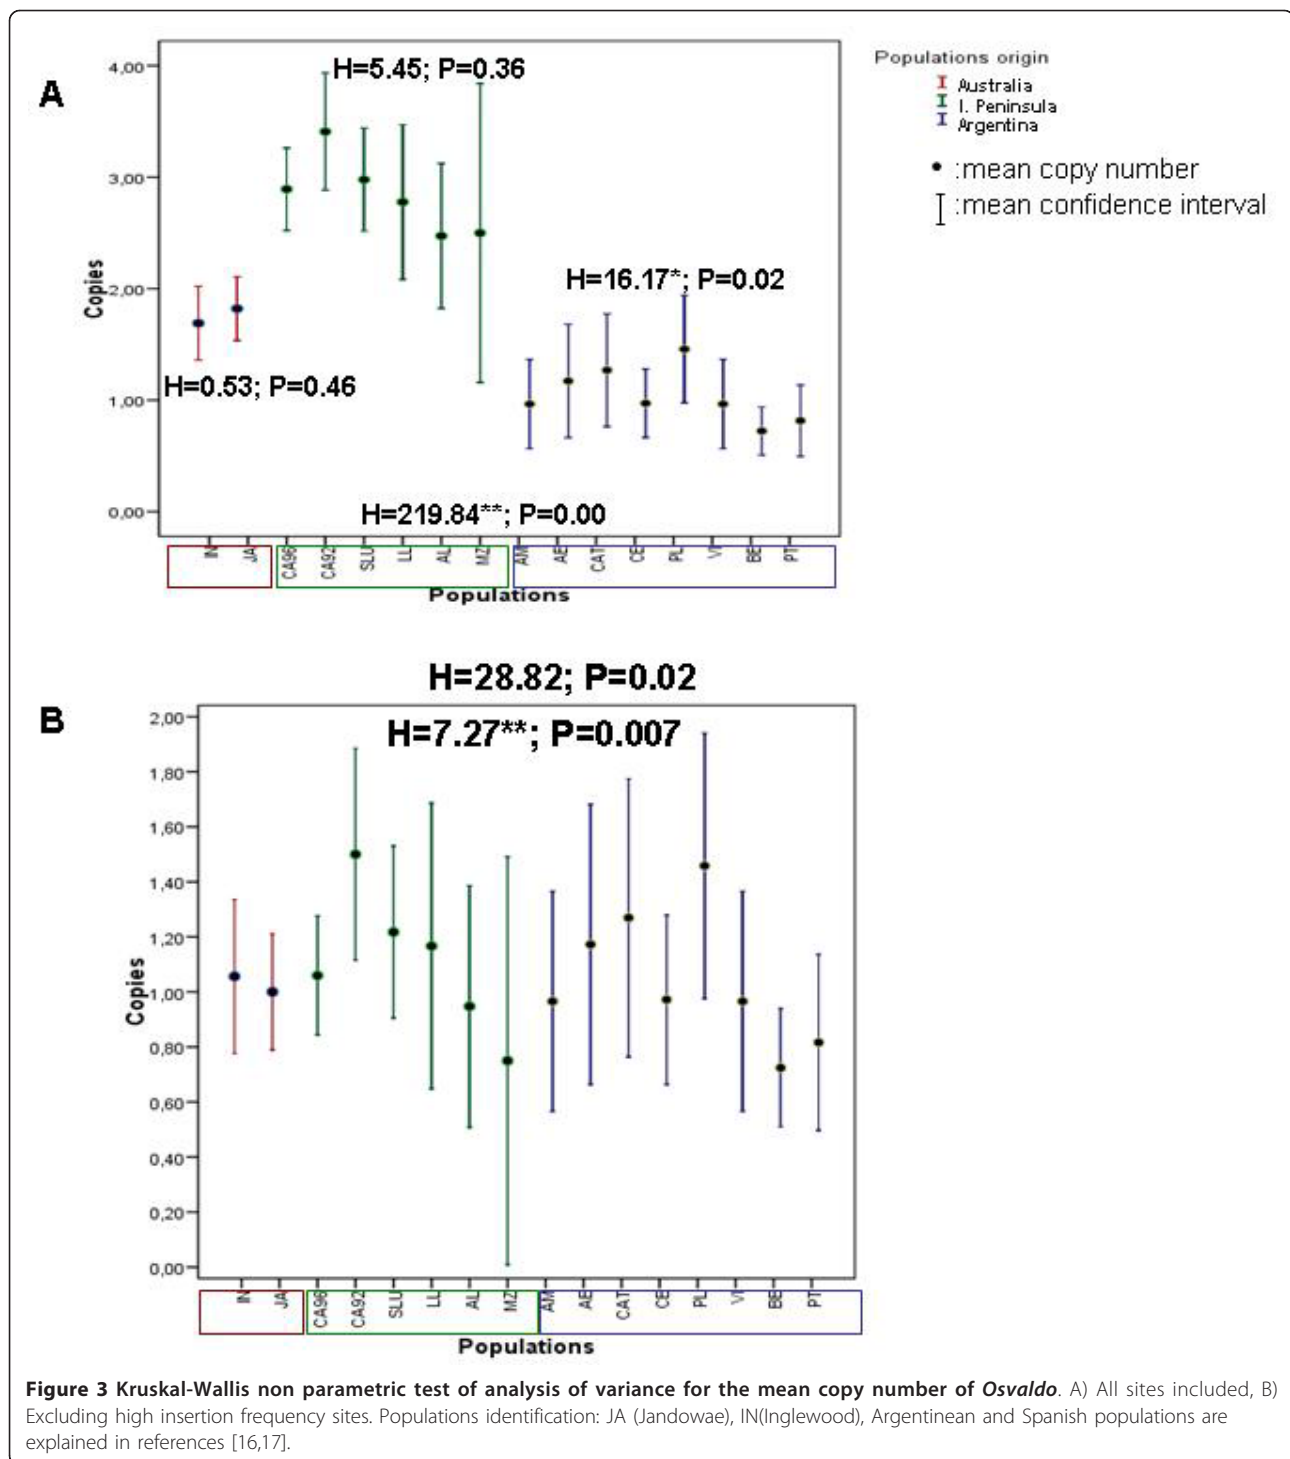 A
4,00
3,00
2,00
1,00
0,00
Copies
H=5.45; P=0.36
H=16.17*; P=0.02
H=0.53; P=0.46
H=219.84**; P=0.00
IN
JA
CA96
CA92
SLU
LL
AL
MZ
AM
AE
CAT
CE
PL
VI
BE
PT
Populations
Populations origin
Australia
I. Peninsula
Argentina
:mean copy number
:mean confidence interval
B
H=28.82; P=0.02
H=7.27**; P=0.007
2,00
1,80
1,60
1,40
1,20
1,00
0,80
0,60
0,40
0,20
0,00
Copies
IN
JA
CA96
CA92
SLU
LL
AL
MZ
AM
AE
CAT
CE
PL
VI
BE
PT
Populations
Figure 3 Kruskal-Wallis non parametric test of analysis of variance for the mean copy number of Osvaldo. A) All sites included, B)
Excluding high insertion frequency sites. Populations identification: JA (Jandowae), IN(Inglewood), Argentinean and Spanish populations are
explained in references [16,17].